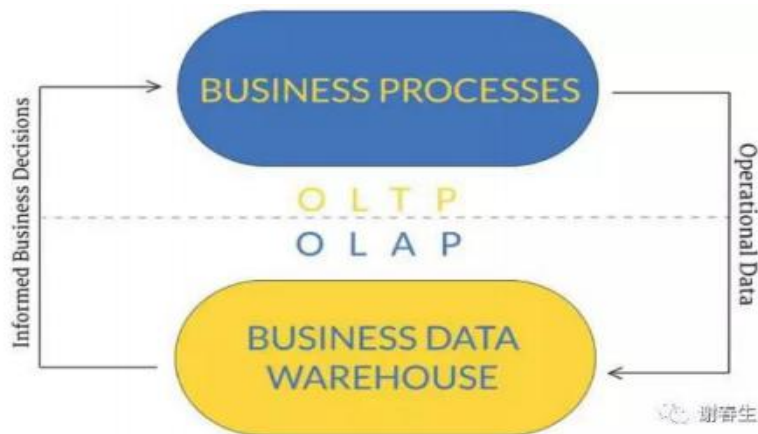 BUSINESS PROCESSES
Informed Business Decisions
Operational Data
OLTP
OLAP
BUSINESS DATA
WAREHOUSE
谢春生